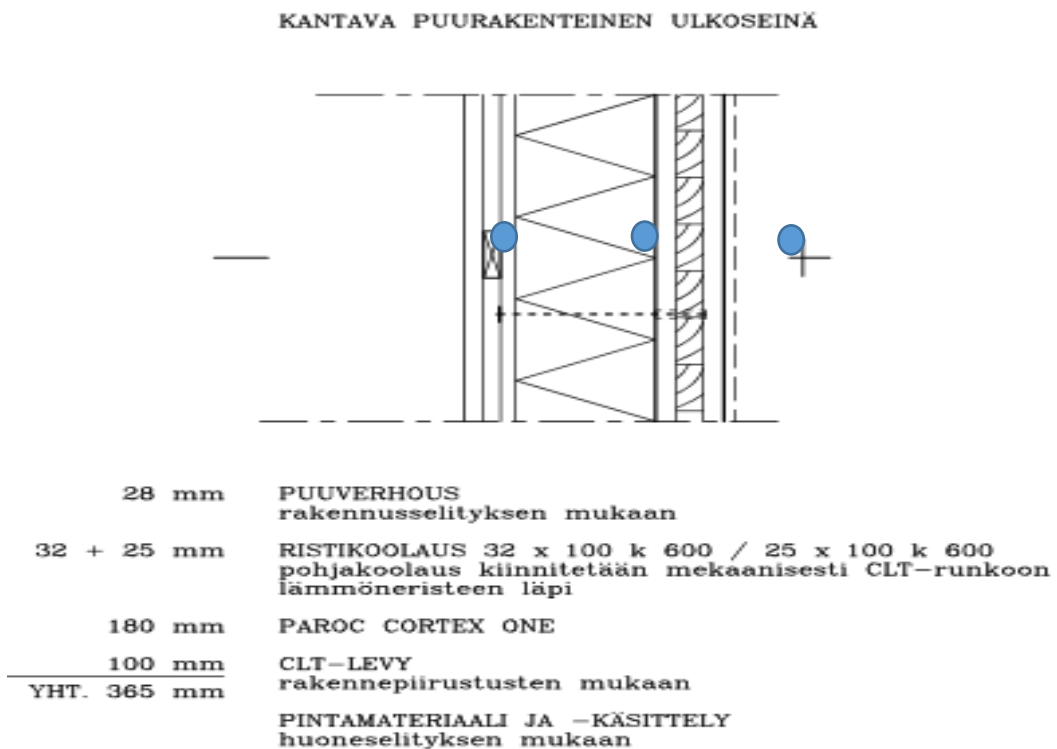 KANTAVA PUURAKENTEINEN ULKOSEINÄ
28 mm PUUVERHOUS
rakennusselityksen mukaan
32 + 25 mm RISTIKOOLAUS 32 x 100 k 600 / 25 x 100 k 600
pohjakoolaus kiinnitetään mekaanisesti CLT-runkoon
lämmöneristeen läpi
180 mm PAROC CORTEX ONE
100 mm CLT-LEVY
YHT. 365 mm rakennepiirustusten mukaan
PINTAMATERIAALI JA -KÄSITTELY
huoneselityksen mukaan